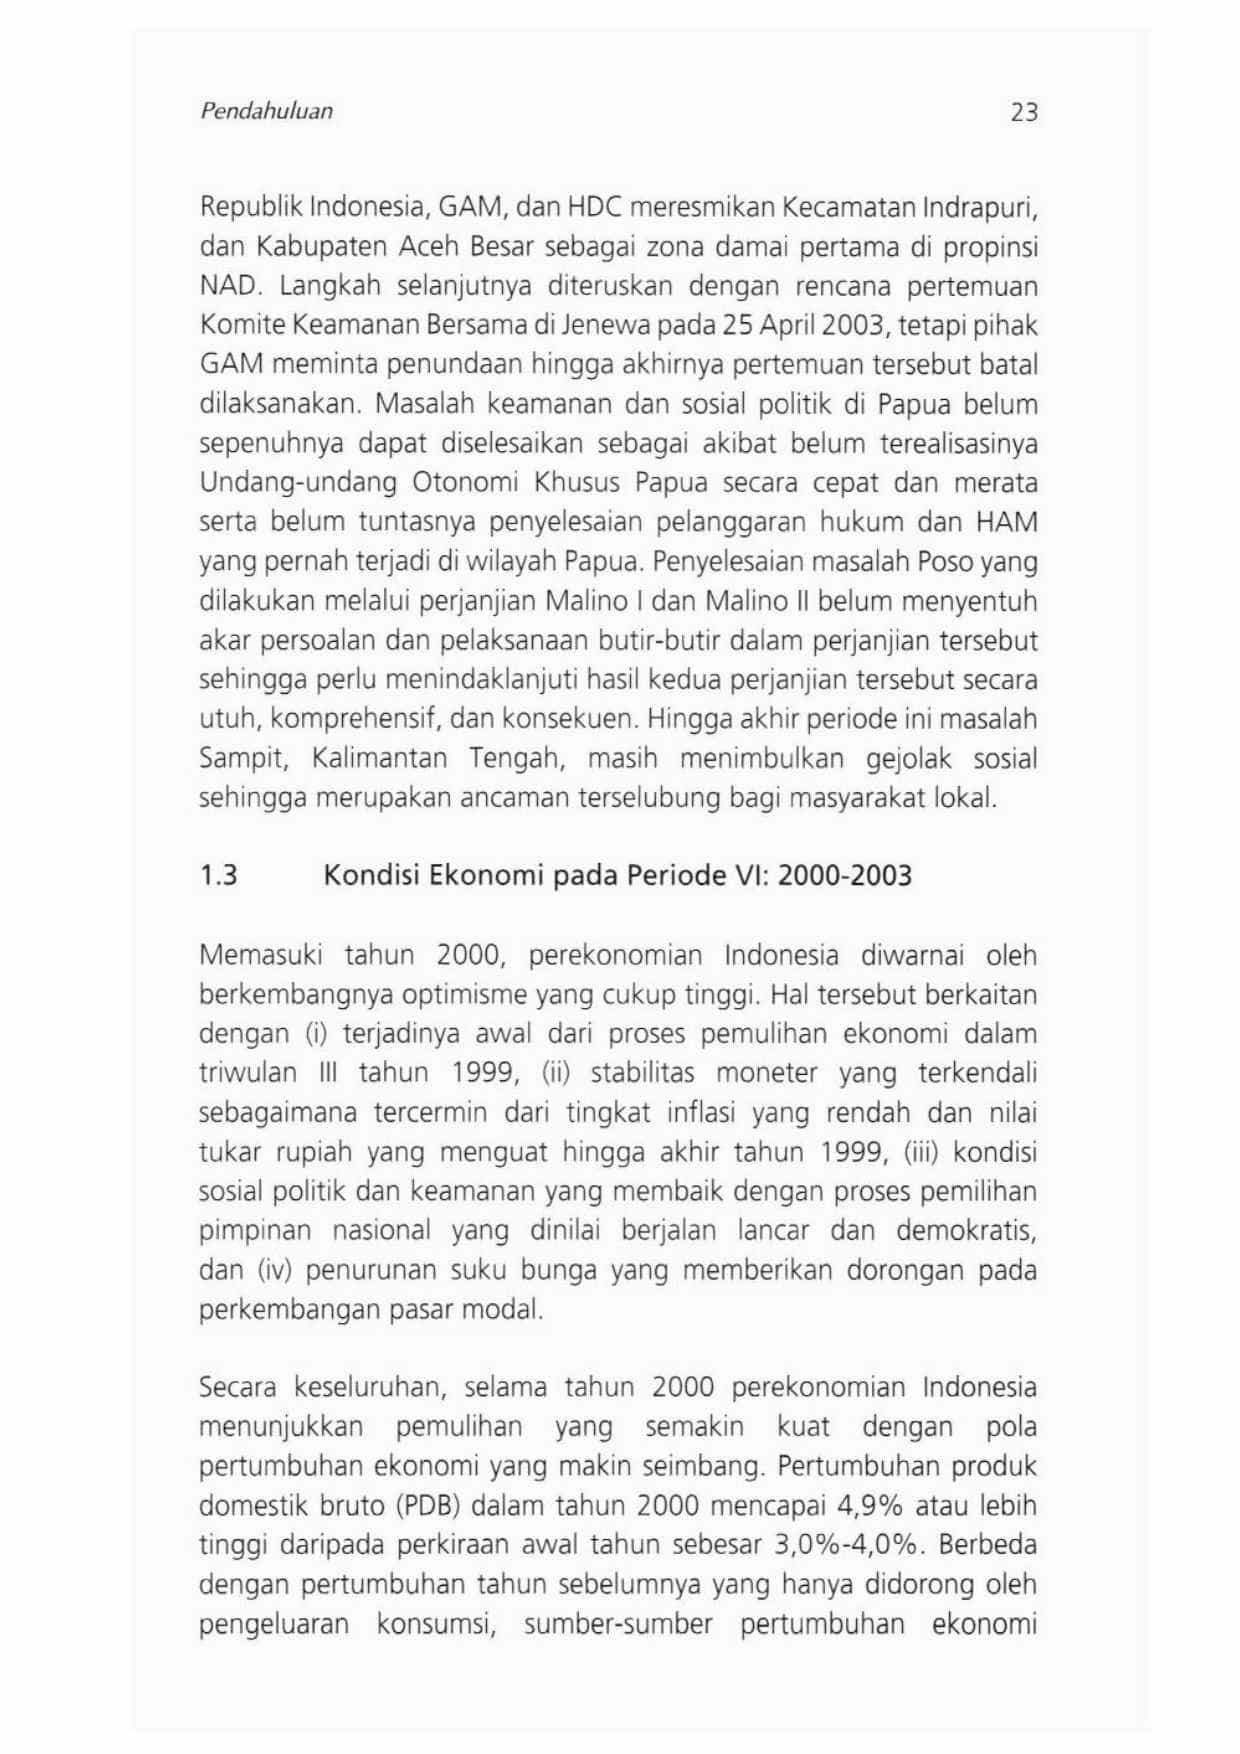 Pendahuluan 23
Republik Indonesia, GAM, dan HDC meresmikan Kecamatan Indrapuri,
dan Kabupaten Aceh Besar sebagai zona damai pertama di propinsi
NAD. Langkah selanjutnya diteruskan dengan rencana pertemuan
Komite Keamanan Bersama di Jenewa pada 25 April 2003, tetapi pihak
GAM meminta penundaan hingga akhirnya pertemuan tersebut batal
dilaksanakan. Masalah keamanan dan sosial politik di Papua belum
sepenuhnya dapat diselesaikan sebagai akibat belum terealisasinya
Undang-undang Otonomi Khusus Papua secara cepat dan merata
serta belum tuntasnya penyelesaian pelanggaran hukum dan HAM
yang pernah terjadi di wilayah Papua. Penyelesaian masalah Poso yang
dilakukan melalui perjanjian Malino I dan Malino II belum menyentuh
akar persoalan dan pelaksanaan butir-butir dalam perjanjian tersebut
sehingga perlu menindaklanjuti hasil kedua perjanjian tersebut secara
utuh, komprehensif, dan konsekuen. Hingga akhir periode ini masalah
Sampit, Kalimantan Tengah, masih menimbulkan gejolak sosial
sehingga merupakan ancaman terselubung bagi masyarakat lokal.
1.3 Kondisi Ekonomi pada Periode VI: 2000-2003
Memasuki tahun 2000, perekonomian Indonesia diwarnai oleh
berkembangnya optimisme yang cukup tinggi. Hal tersebut berkaitan
dengan (i) terjadinya awal dari proses pemulihan ekonomi dalam
triwulan III tahun 1999, (ii) stabilitas moneter yang terkendali
sebagaimana tercermin dari tingkat inflasi yang rendah dan nilai
tukar rupiah yang menguat hingga akhir tahun 1999, (iii) kondisi
sosial politik dan keamanan yang membaik dengan proses pemilihan
pimpinan nasional yang dinilai berjalan lancar dan demokratis,
dan (iv) penurunan suku bunga yang memberikan dorongan pada
perkembangan pasar modal.
Secara keseluruhan, selama tahun 2000 perekonomian Indonesia
menunjukkan pemulihan yang semakin kuat dengan pola
pertumbuhan ekonomi yang makin seimbang. Pertumbuhan produk
domestik bruto (PDB) dalam tahun 2000 mencapai 4,9% atau lebih
tinggi daripada perkiraan awal tahun sebesar 3,0%-4,0%. Berbeda
dengan pertumbuhan tahun sebelumnya yang hanya didorong oleh
pengeluaran konsumsi, sumber-sumber pertumbuhan ekonomi